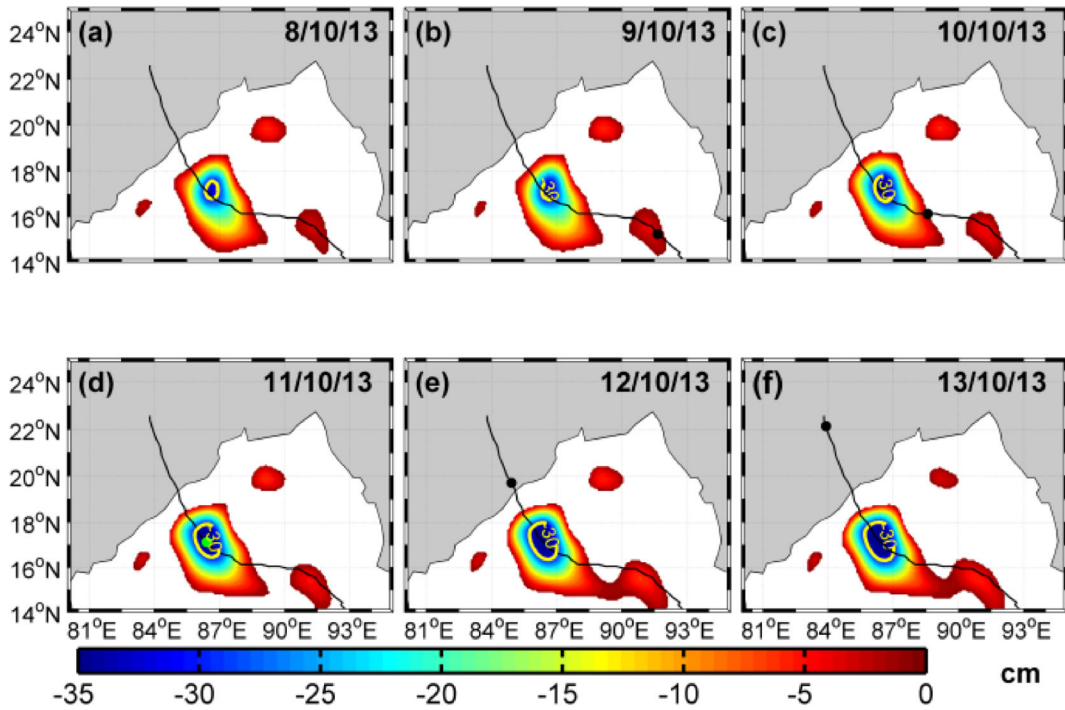 24°N (a) 8/10/13 (b) 9/10/13 (c) 10/10/13
22°N
20°N
18°N
16°N 30 30
14°N
24°N (d) 11/10/13 (e) 12/10/13 (f) 13/10/13
22°N
20°N
18°N
16°N 30 30 30
14°N
81°E 84°E 87°E 90°E 93°E 81°E 84°E 87°E 90°E 93°E 81°E 84°E 87°E 90°E 93°E
-35 -30 -25 -20 -15 -10 -5 0 cm